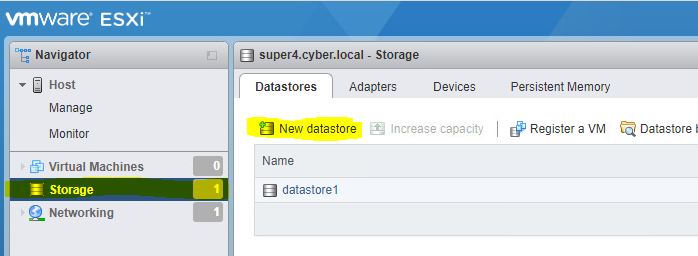 vmware ESXi™
Navigator
Host
Manage
Monitor
Virtual Machines 0
Storage 1
Networking 1
super4.cyber.local - Storage
Datastores Adapters Devices Persistent Memory
New datastore Increase capacity Register a VM Datastore b
Name
datastore1